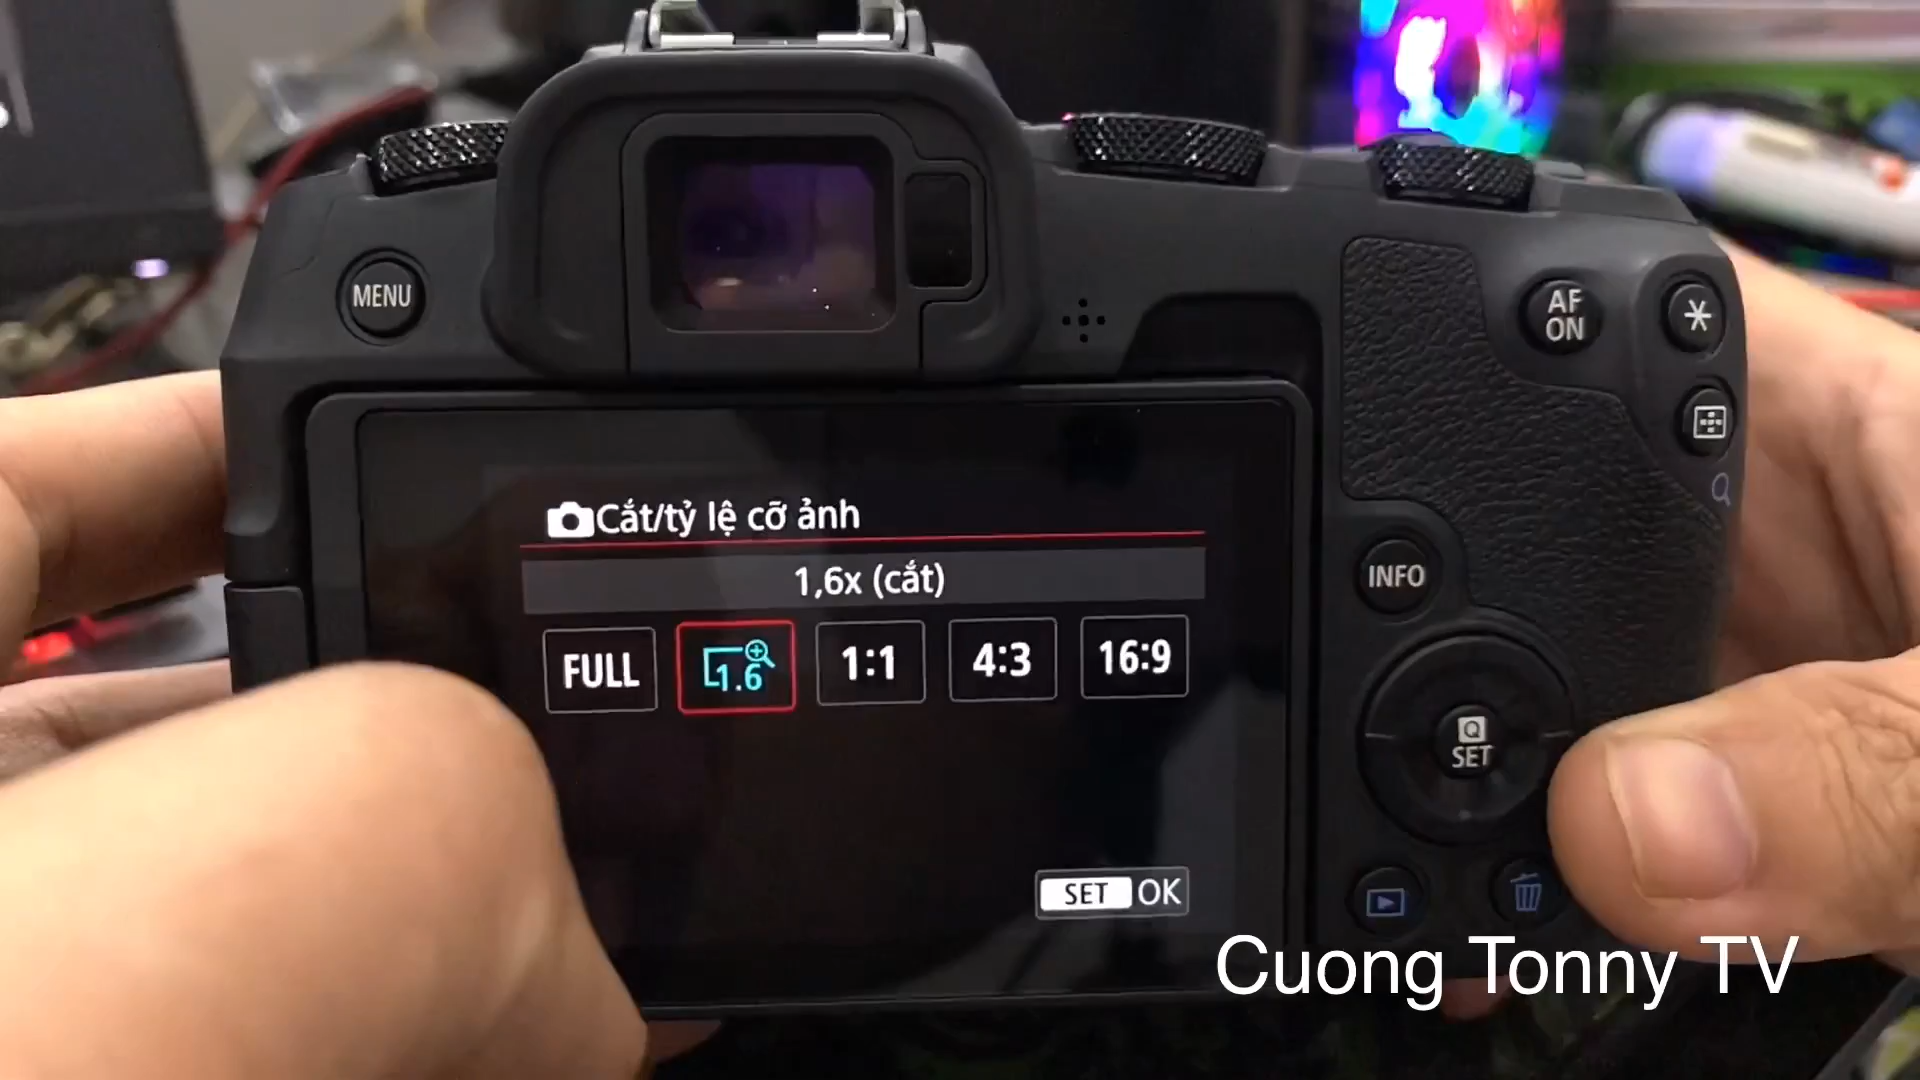 MENU
AF
ON
Cắt/tỷ lệ cỡ ảnh
1,6x (cắt)
FULL
1.6
1:1
4:3
16:9
INFO
Q
SET
SET OK
Cuong Tonny TV